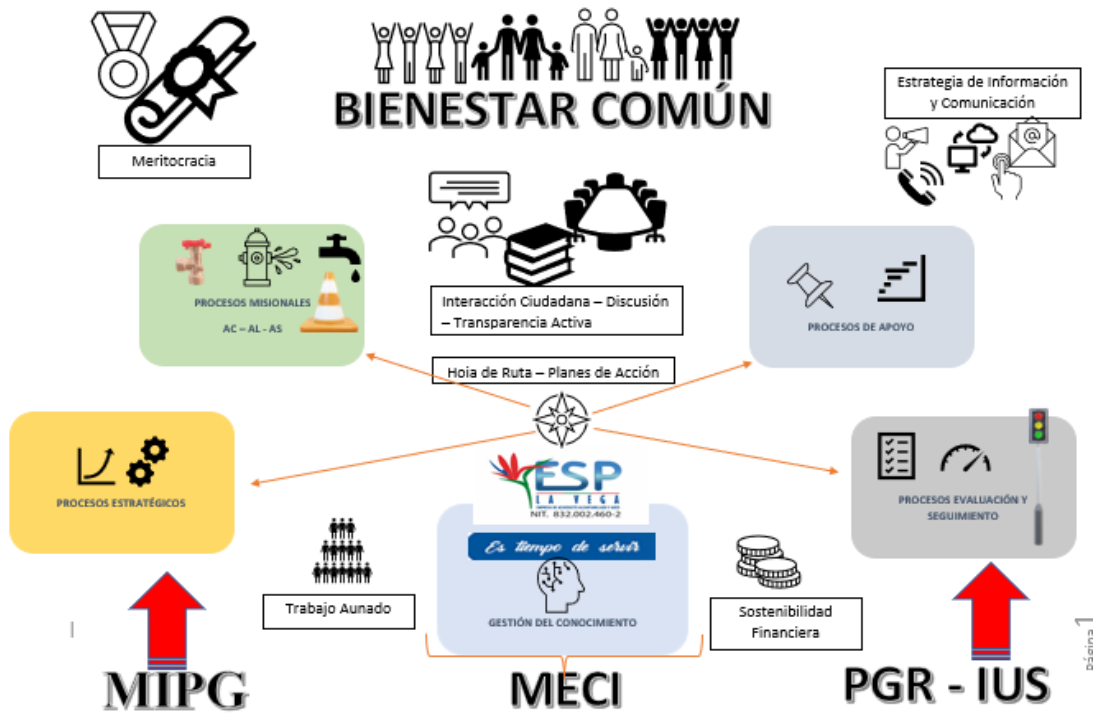 BIENESTAR COMÚN
Estrategia de Información
y Comunicación
@
Meritocracia
Interacción Ciudadana – Discusión
– Transparencia Activa
PROCESOS MISIONALES
AC – AL - AS
PROCESOS DE APOYO
Hoja de Ruta – Planes de Acción
PROCESOS ESTRATÉGICOS
PROCESOS EVALUACIÓN Y
SEGUIMIENTO
ESP
LA VEGA
NIT. 832.002.460-2
Es tiempo de servir
GESTIÓN DEL CONOCIMIENTO
Trabajo Aunado
Sostenibilidad
Financiera
MIPG
MECI
PGR - IUS
Página 1